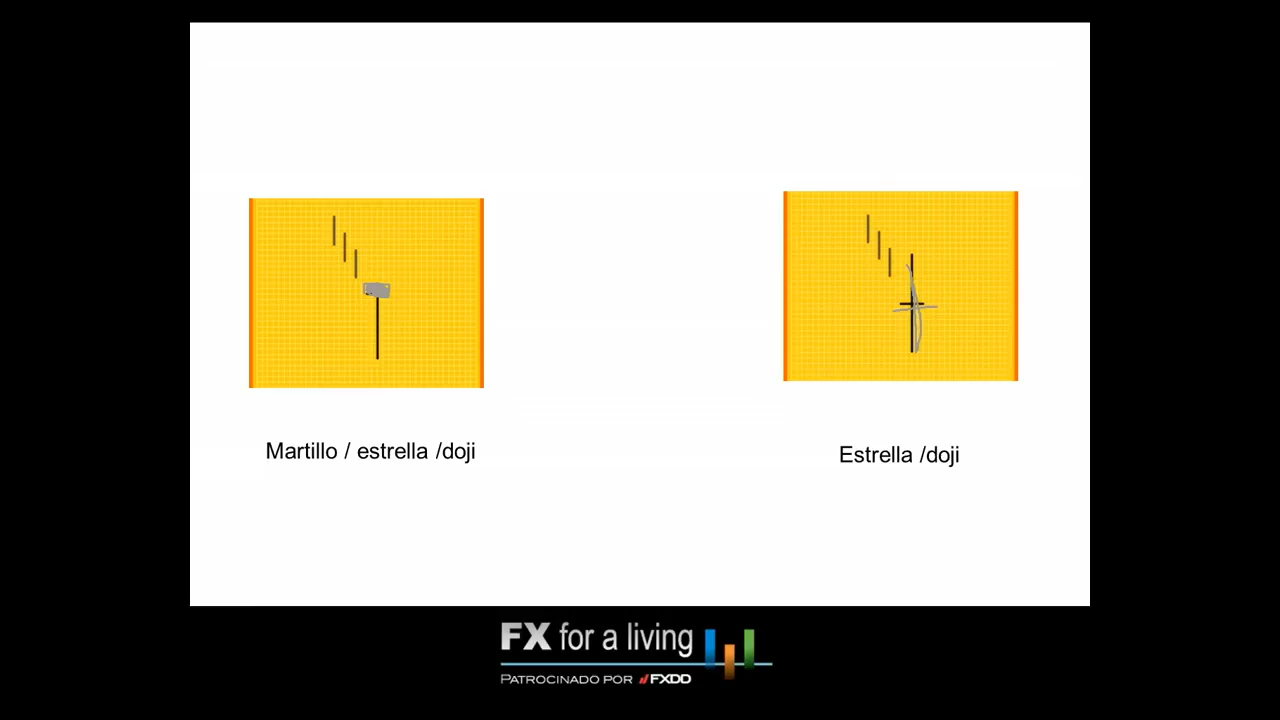 Martillo / estrella /doji
Estrella /doji
FX for a living
PATROCINADO POR FXDD